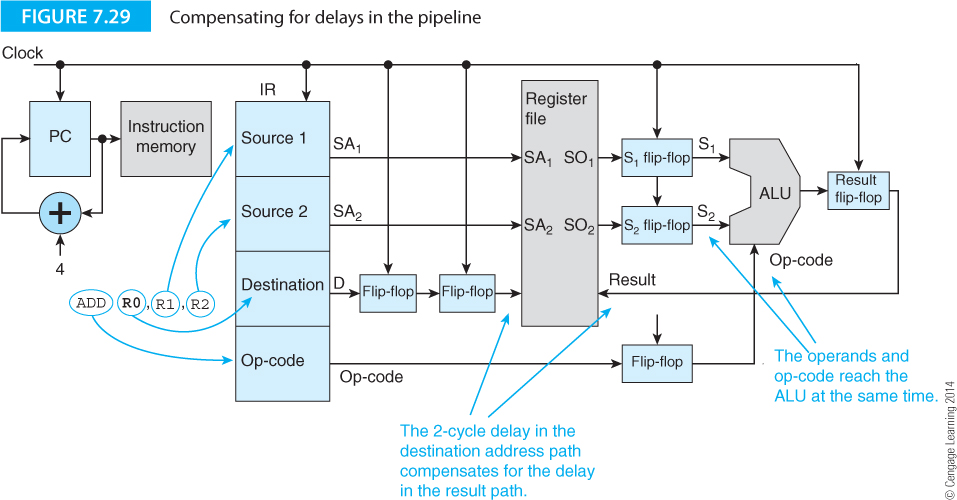 FIGURE 7.29 Compensating for delays in the pipeline
Clock
IR
PC
Instruction
memory
Source 1
SA1
Register
file
SA1 SO1
S1 flip-flop
S1
ALU
Result
flip-flop
+
4
Source 2
SA2
SA2 SO2
S2 flip-flop
S2
Op-code
ADD R0, R1, R2
Destination
D
Flip-flop
Flip-flop
Result
Op-code
Op-code
Flip-flop
The operands and
op-code reach the
ALU at the same time.
The 2-cycle delay in the
destination address path
compensates for the delay
in the result path.
© Cengage Learning 2014